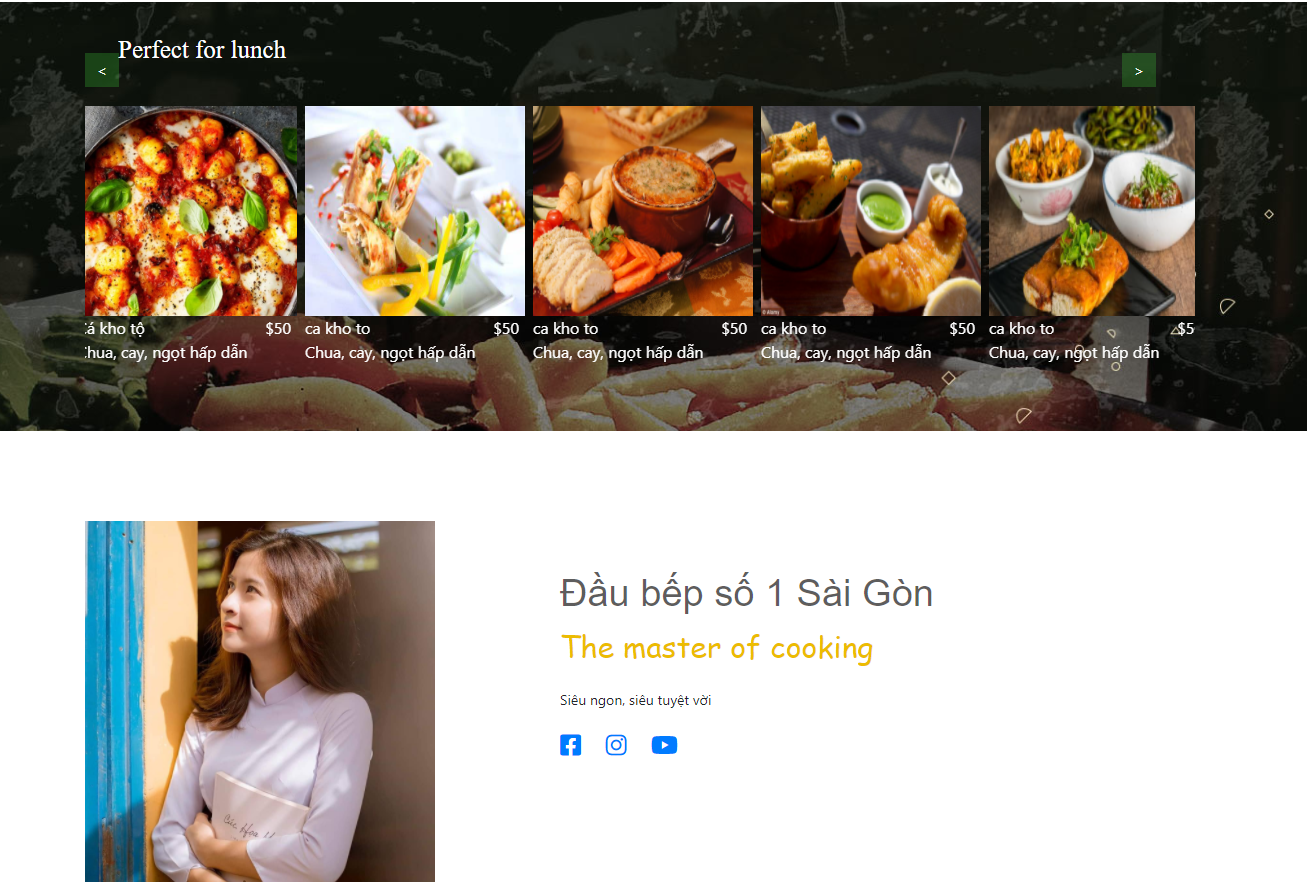 Perfect for lunch
<
>
cá kho tộ $50
Chua, cay, ngọt hấp dẫn
ca kho to $50
Chua, cay, ngọt hấp dẫn
ca kho to $50
Chua, cay, ngọt hấp dẫn
ca kho to $50
Chua, cay, ngọt hấp dẫn
ca kho to $5
Chua, cay, ngọt hấp dẫn
Đầu bếp số 1 Sài Gòn
The master of cooking
Siêu ngon, siêu tuyệt vời